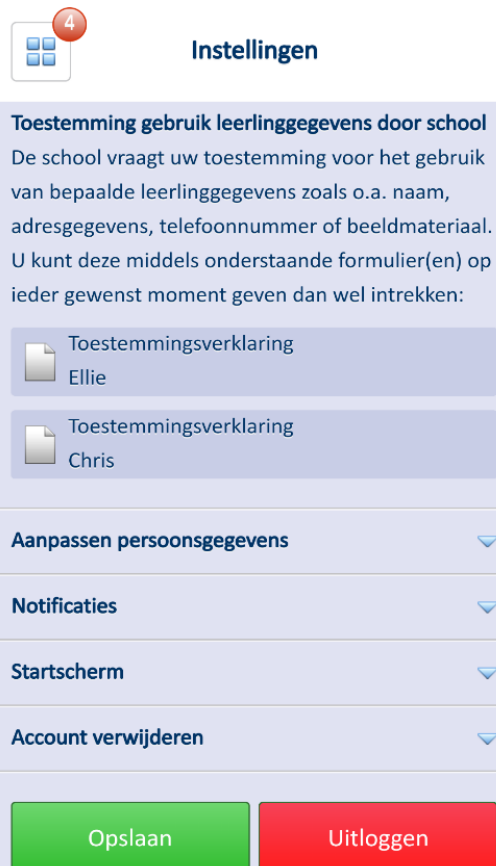 4
Instellingen
Toestemming gebruik leerlinggegevens door school
De school vraagt uw toestemming voor het gebruik
van bepaalde leerlinggegevens zoals o.a. naam,
adresgegevens, telefoonnummer of beeldmateriaal.
U kunt deze middels onderstaande formulier(en) op
ieder gewenst moment geven dan wel intrekken:
Toestemmingsverklaring
Ellie
Toestemmingsverklaring
Chris
Aanpassen persoonsgegevens
Notificaties
Startscherm
Account verwijderen
Opslaan
Uitloggen